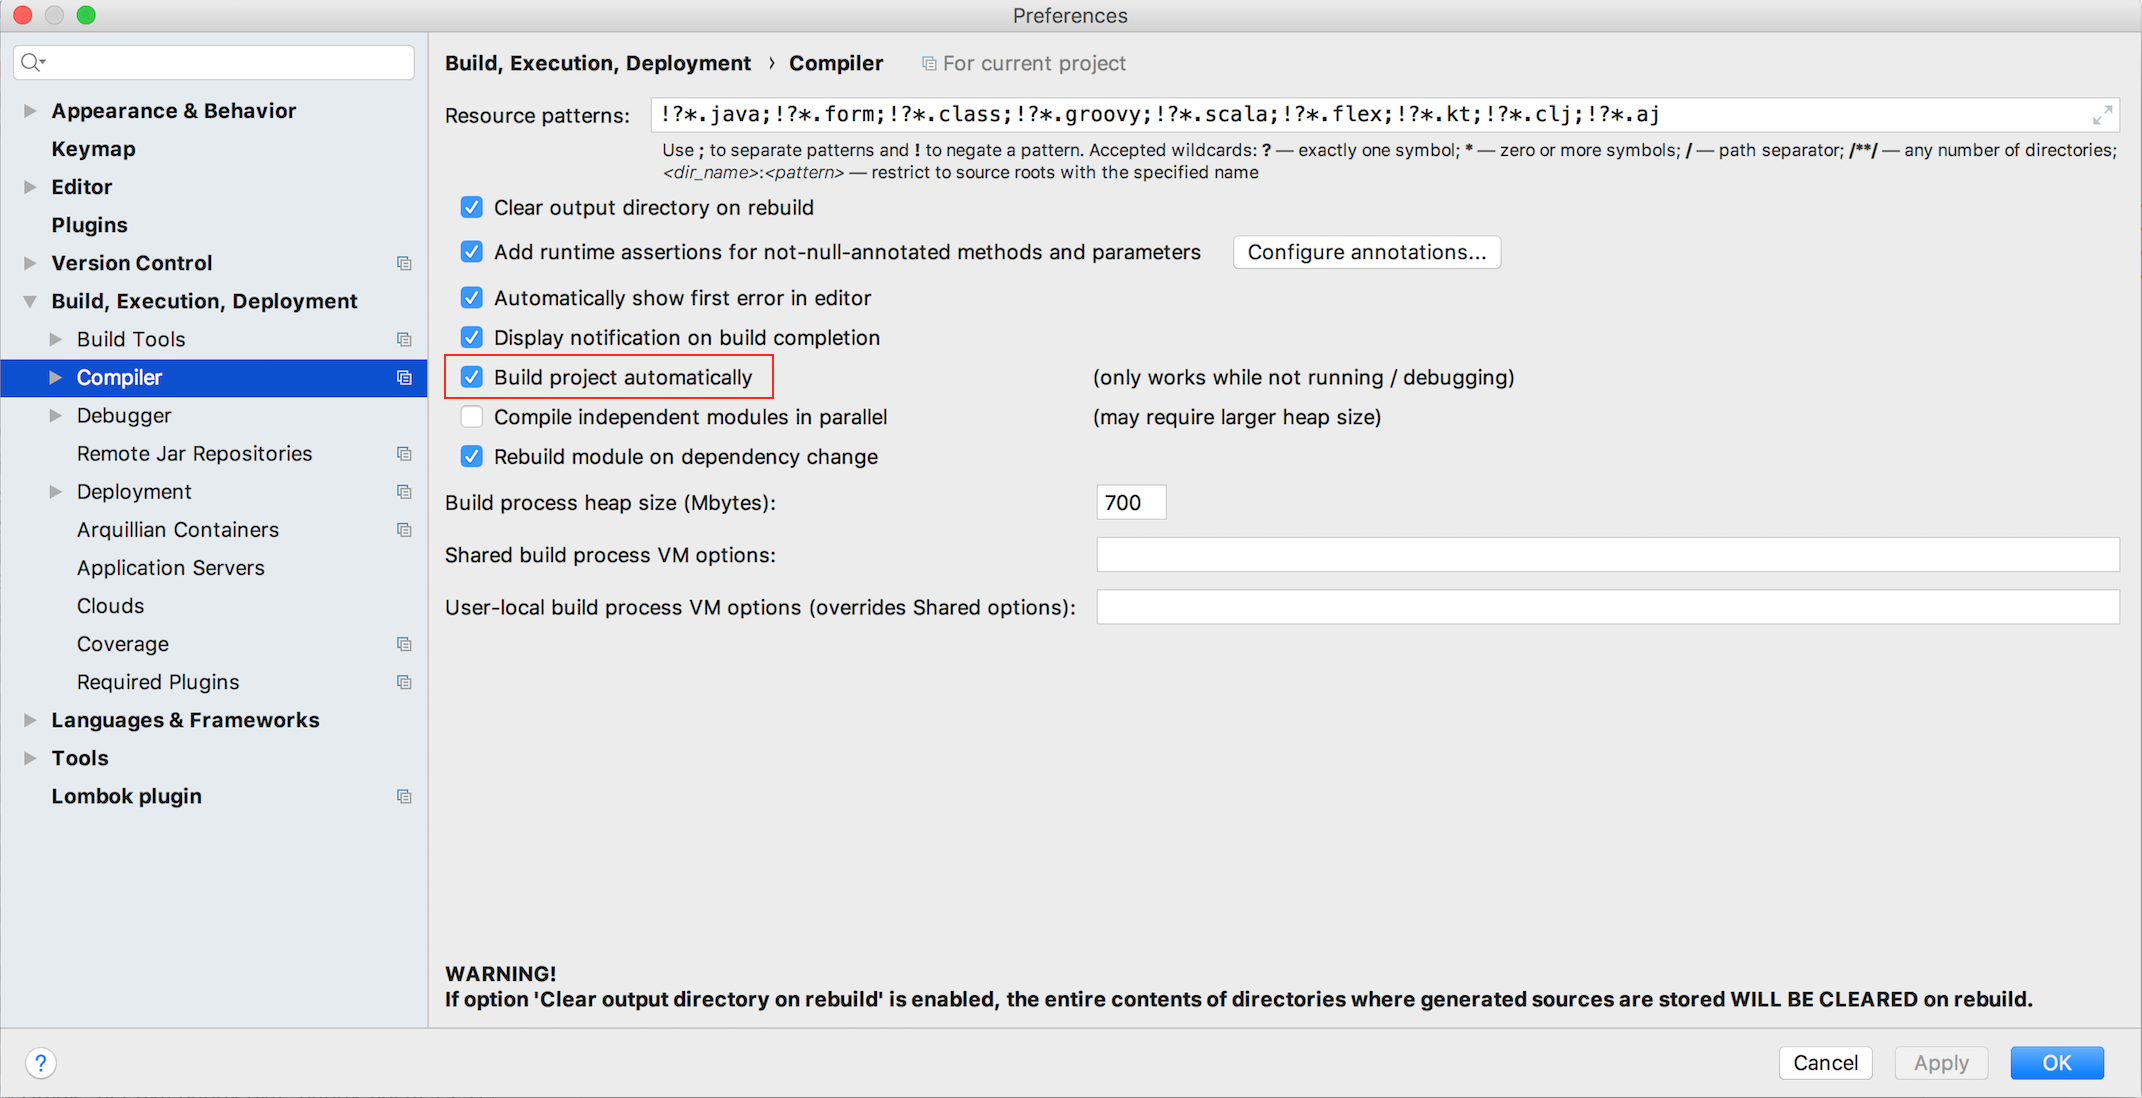 Preferences
Appearance & Behavior
Keymap
Editor
Plugins
Version Control
Build, Execution, Deployment
Build Tools
Compiler
Debugger
Remote Jar Repositories
Deployment
Arquillian Containers
Application Servers
Clouds
Coverage
Required Plugins
Languages & Frameworks
Tools
Lombok plugin
Build, Execution, Deployment › Compiler For current project
Resource patterns: !?*.java;!?*.form;!?*.class;!?*.groovy;!?*.scala;!?*.flex;!?*.kt;!?*.clj;!?*.aj
Use ; to separate patterns and ! to negate a pattern. Accepted wildcards: ? — exactly one symbol; * — zero or more symbols; / — path separator; /**/ — any number of directories;
<dir_name>:<pattern> — restrict to source roots with the specified name
Clear output directory on rebuild
Add runtime assertions for not-null-annotated methods and parameters Configure annotations...
Automatically show first error in editor
Display notification on build completion
Build project automatically (only works while not running / debugging)
Compile independent modules in parallel (may require larger heap size)
Rebuild module on dependency change
Build process heap size (Mbytes): 700
Shared build process VM options:
User-local build process VM options (overrides Shared options):
WARNING!
If option 'Clear output directory on rebuild' is enabled, the entire contents of directories where generated sources are stored WILL BE CLEARED on rebuild.
? Cancel Apply OK